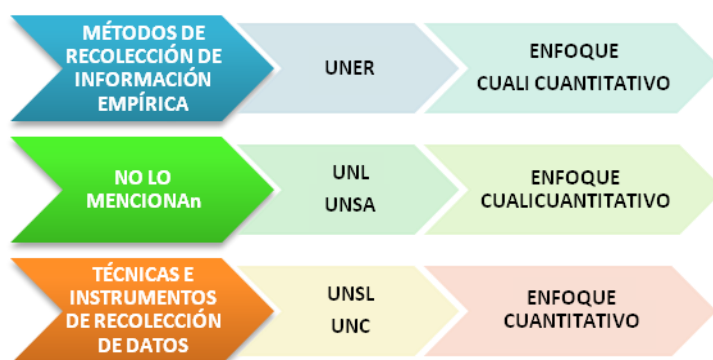 MÉTODOS DE
RECOLECCIÓN DE
INFORMACIÓN
EMPÍRICA
UNER
ENFOQUE
CUALI CUANTITATIVO
NO LO
MENCIONAn
UNL
UNSA
ENFOQUE
CUALICUANTITATIVO
TÉCNICAS E
INSTRUMENTOS
DE RECOLECCIÓN
DE DATOS
UNSL
UNC
ENFOQUE
CUANTITATIVO